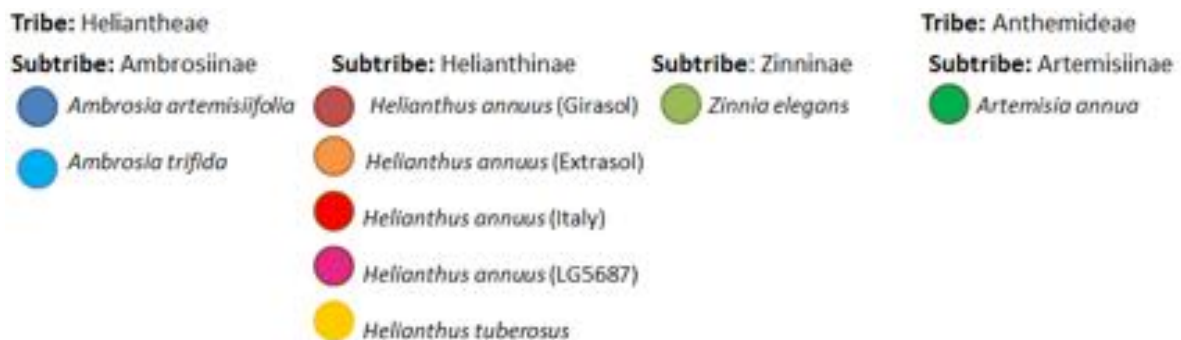 Tribe: Heliantheae
Subtribe: Ambrosiinae
Ambrosia artemisiifolia
Ambrosia trifida
Subtribe: Helianthinae
Helianthus annuus (Girasol)
Helianthus annuus (Extrasol)
Helianthus annuus (Italy)
Helianthus annuus (LG5687)
Helianthus tuberosus
Subtribe: Zinninae
Zinnia elegans
Tribe: Anthemideae
Subtribe: Artemisiinae
Artemisia annua